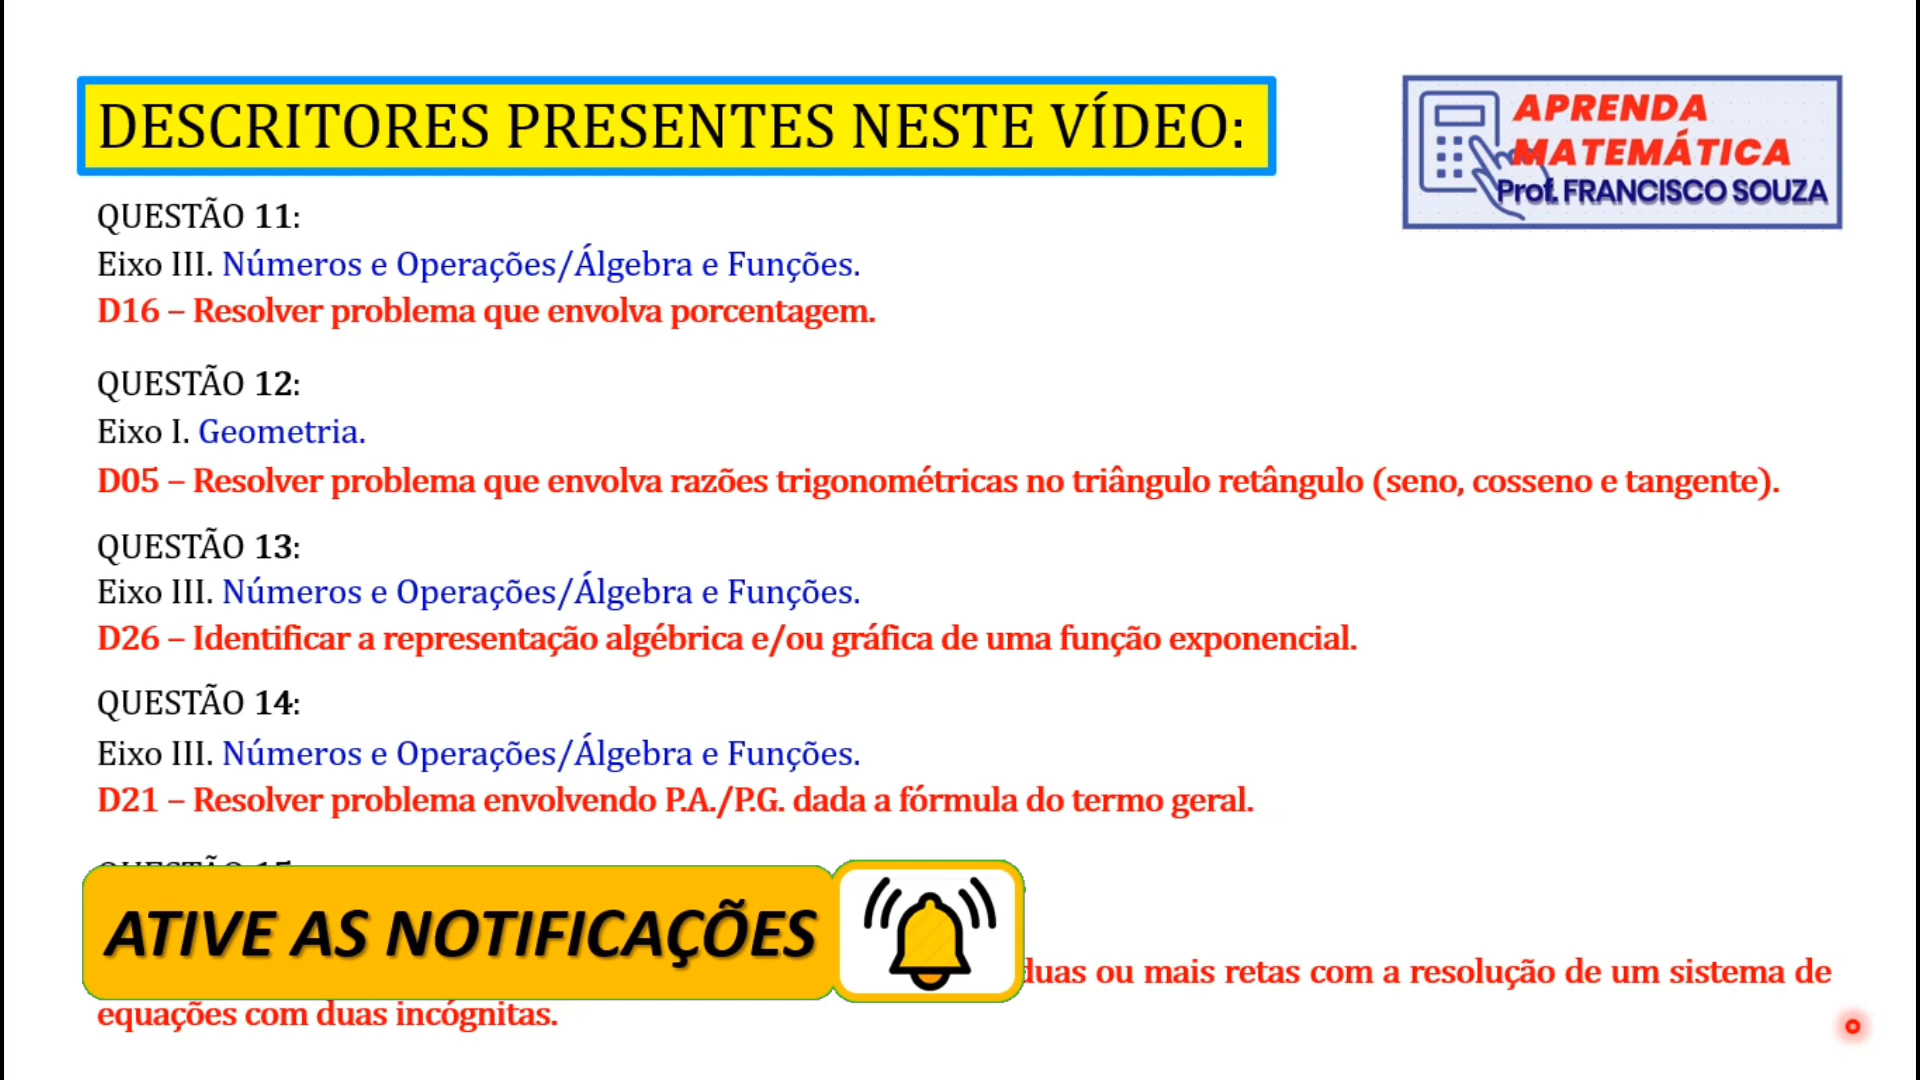 DESCRITORES PRESENTES NESTE VÍDEO:
APRENDA
MATEMÁTICA
Prof. FRANCISCO SOUZA
QUESTÃO 11:
Eixo III. Números e Operações/Álgebra e Funções.
D16 – Resolver problema que envolva porcentagem.
QUESTÃO 12:
Eixo I. Geometria.
D05 – Resolver problema que envolva razões trigonométricas no triângulo retângulo (seno, cosseno e tangente).
QUESTÃO 13:
Eixo III. Números e Operações/Álgebra e Funções.
D26 – Identificar a representação algébrica e/ou gráfica de uma função exponencial.
QUESTÃO 14:
Eixo III. Números e Operações/Álgebra e Funções.
D21 – Resolver problema envolvendo P.A./P.G. dada a fórmula do termo geral.
ATIVE AS NOTIFICAÇÕES
duas ou mais retas com a resolução de um sistema de
equações com duas incógnitas.